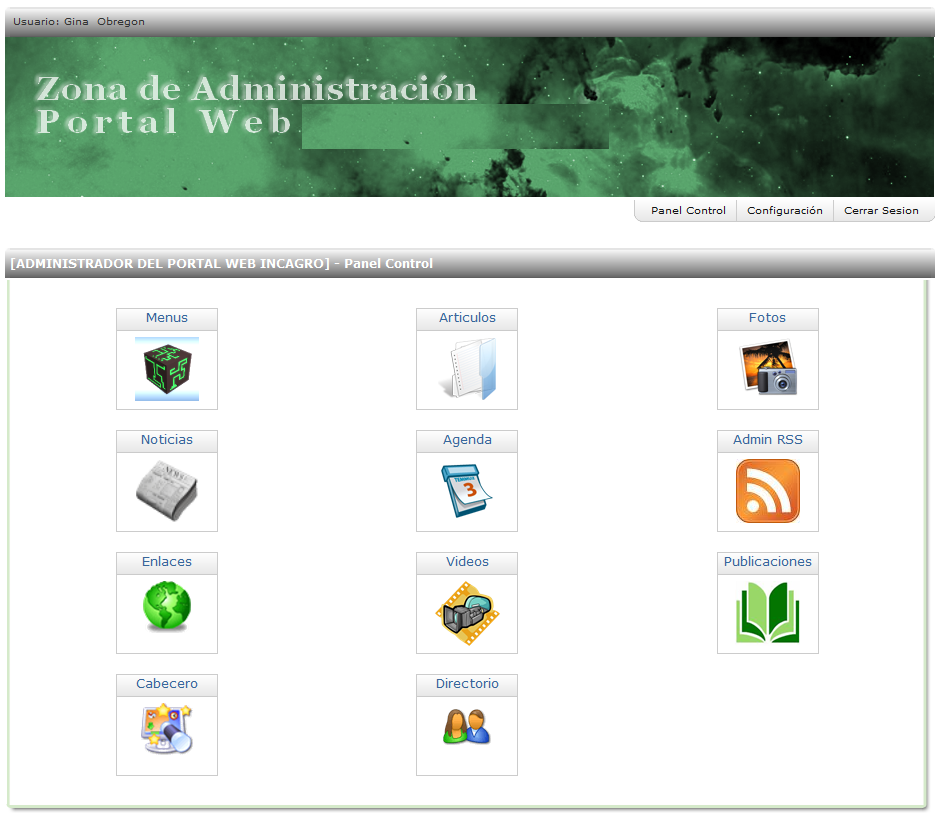 Usuario: Gina Obregon
Zona de Administración
Portal Web
Panel Control Configuración Cerrar Sesion
[ADMINISTRADOR DEL PORTAL WEB INCAGRO] - Panel Control
Menus Articulos Fotos
Noticias Agenda Admin RSS
3
Enlaces Videos Publicaciones
Cabecero Directorio